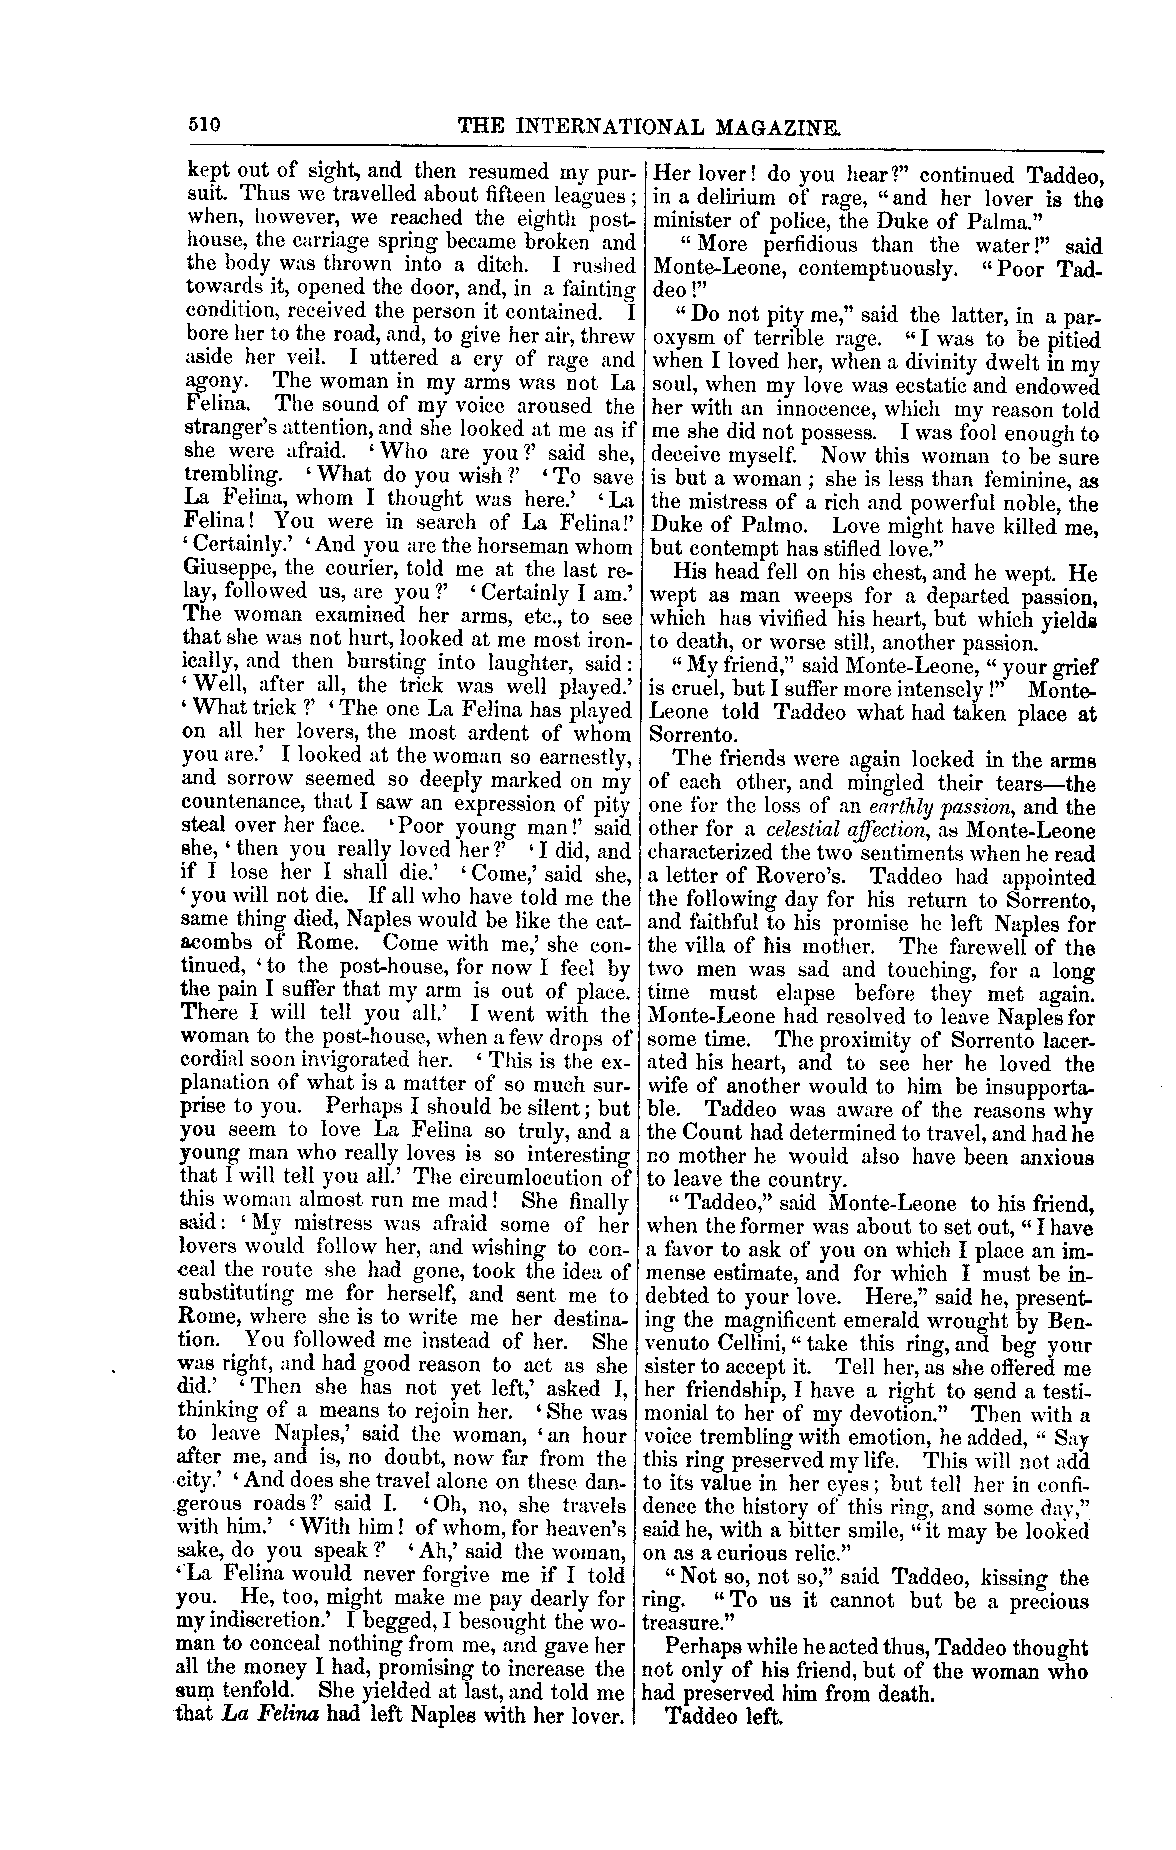 510 THE INTERNATIONAL MAGAZINE.
kept out of sight, and then resumed my pur-
suit. Thus we travelled about fifteen leagues;
when, however, we reached the eighth post-
house, the carriage spring became broken and
the body was thrown into a ditch. I rushed
towards it, opened the door, and, in a fainting
condition, received the person it contained. I
bore her to the road, and, to give her air, threw
aside her veil. I uttered a cry of rage and
agony. The woman in my arms was not La
Felina. The sound of my voice aroused the
stranger's attention, and she looked at me as if
she were afraid. 'Who are you?' said she,
trembling. 'What do you wish?' 'To save
La Felina, whom I thought was here.' 'La
Felina! You were in search of La Felina!'
'Certainly.' 'And you are the horseman whom
Giuseppe, the courier, told me at the last re-
lay, followed us, are you?' 'Certainly I am.'
The woman examined her arms, etc., to see
that she was not hurt, looked at me most iron-
ically, and then bursting into laughter, said:
'Well, after all, the trick was well played.'
'What trick?' 'The one La Felina has played
on all her lovers, the most ardent of whom
you are.' I looked at the woman so earnestly,
and sorrow seemed so deeply marked on my
countenance, that I saw an expression of pity
steal over her face. 'Poor young man!' said
she, 'then you really loved her?' 'I did, and
if I lose her I shall die.' 'Come,' said she,
'you will not die. If all who have told me the
same thing died, Naples would be like the cat-
acombs of Rome. Come with me,' she con-
tinued, 'to the post-house, for now I feel by
the pain I suffer that my arm is out of place.
There I will tell you all.' I went with the
woman to the post-house, when a few drops of
cordial soon invigorated her. 'This is the ex-
planation of what is a matter of so much sur-
prise to you. Perhaps I should be silent; but
you seem to love La Felina so truly, and a
young man who really loves is so interesting
that I will tell you all.' The circumlocution of
this woman almost run me mad! She finally
said: 'My mistress was afraid some of her
lovers would follow her, and wishing to con-
ceal the route she had gone, took the idea of
substituting me for herself, and sent me to
Rome, where she is to write me her destina-
tion. You followed me instead of her. She
was right, and had good reason to act as she
did.' 'Then she has not yet left,' asked I,
thinking of a means to rejoin her. 'She was
to leave Naples,' said the woman, 'an hour
after me, and is, no doubt, now far from the
city.' 'And does she travel alone on these dan-
gerous roads?' said I. 'Oh, no, she travels
with him.' 'With him! of whom, for heaven's
sake, do you speak?' 'Ah,' said the woman,
'La Felina would never forgive me if I told
you. He, too, might make me pay dearly for
my indiscretion.' I begged, I besought the wo-
man to conceal nothing from me, and gave her
all the money I had, promising to increase the
sum tenfold. She yielded at last, and told me
that La Felina had left Naples with her lover.
Her lover! do you hear?" continued Taddeo,
in a delirium of rage, "and her lover is the
minister of police, the Duke of Palma."
"More perfidious than the water!" said
Monte-Leone, contemptuously. "Poor Tad-
deo!"
"Do not pity me," said the latter, in a par-
oxysm of terrible rage. "I was to be pitied
when I loved her, when a divinity dwelt in my
soul, when my love was ecstatic and endowed
her with an innocence, which my reason told
me she did not possess. I was fool enough to
deceive myself. Now this woman to be sure
is but a woman; she is less than feminine, as
the mistress of a rich and powerful noble, the
Duke of Palmo. Love might have killed me,
but contempt has stifled love."
His head fell on his chest, and he wept. He
wept as man weeps for a departed passion,
which has vivified his heart, but which yields
to death, or worse still, another passion.
"My friend," said Monte-Leone, "your grief
is cruel, but I suffer more intensely!" Monte-
Leone told Taddeo what had taken place at
Sorrento.
The friends were again locked in the arms
of each other, and mingled their tears—the
one for the loss of an earthly passion, and the
other for a celestial affection, as Monte-Leone
characterized the two sentiments when he read
a letter of Rovero's. Taddeo had appointed
the following day for his return to Sorrento,
and faithful to his promise he left Naples for
the villa of his mother. The farewell of the
two men was sad and touching, for a long
time must elapse before they met again.
Monte-Leone had resolved to leave Naples for
some time. The proximity of Sorrento lacer-
ated his heart, and to see her he loved the
wife of another would to him be insupporta-
ble. Taddeo was aware of the reasons why
the Count had determined to travel, and had he
no mother he would also have been anxious
to leave the country.
"Taddeo," said Monte-Leone to his friend,
when the former was about to set out, "I have
a favor to ask of you on which I place an im-
mense estimate, and for which I must be in-
debted to your love. Here," said he, present-
ing the magnificent emerald wrought by Ben-
venuto Cellini, "take this ring, and beg your
sister to accept it. Tell her, as she offered me
her friendship, I have a right to send a testi-
monial to her of my devotion." Then with a
voice trembling with emotion, he added, "Say
this ring preserved my life. This will not add
to its value in her eyes; but tell her in confi-
dence the history of this ring, and some day,"
said he, with a bitter smile, "it may be looked
on as a curious relic."
"Not so, not so," said Taddeo, kissing the
ring. "To us it cannot but be a precious
treasure."
Perhaps while he acted thus, Taddeo thought
not only of his friend, but of the woman who
had preserved him from death.
Taddeo left.